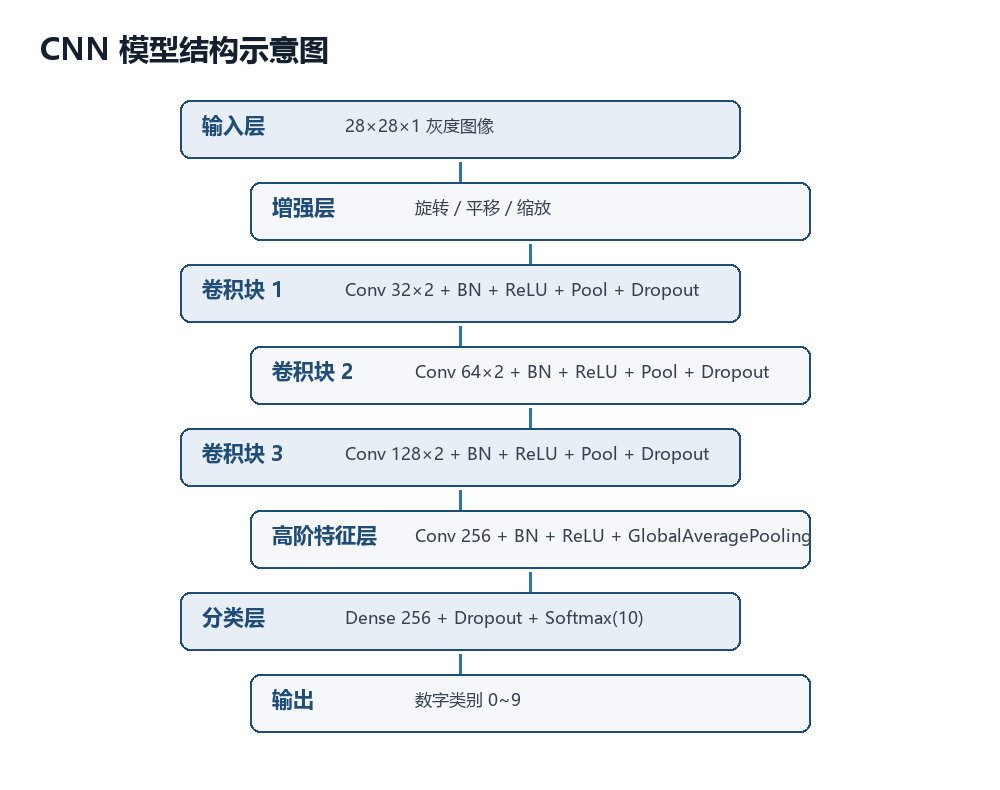 CNN 模型结构示意图
输入层 28×28×1 灰度图像
增强层 旋转 / 平移 / 缩放
卷积块 1 Conv 32×2 + BN + ReLU + Pool + Dropout
卷积块 2 Conv 64×2 + BN + ReLU + Pool + Dropout
卷积块 3 Conv 128×2 + BN + ReLU + Pool + Dropout
高阶特征层 Conv 256 + BN + ReLU + GlobalAveragePooling
分类层 Dense 256 + Dropout + Softmax(10)
输出 数字类别 0~9